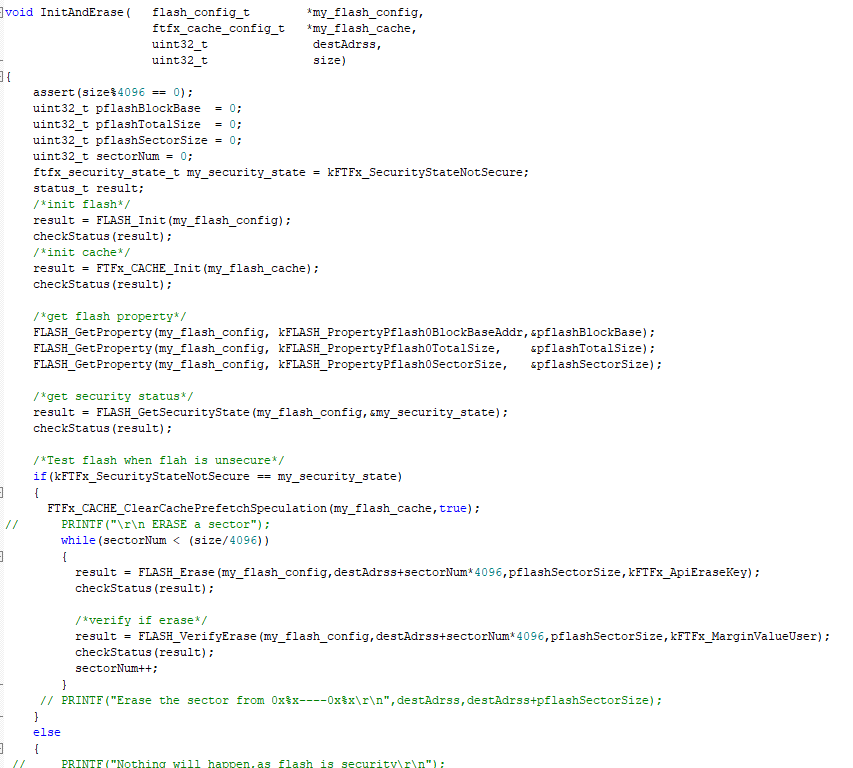 void InitAndErase(   flash_config_t        *my_flash_config,
                     ftfx_cache_config_t   *my_flash_cache,
                     uint32_t               destAdrss,
                     uint32_t               size)
{
    assert(size%4096 == 0);
    uint32_t pflashBlockBase  = 0;
    uint32_t pflashTotalSize  = 0;
    uint32_t pflashSectorSize = 0;
    uint32_t sectorNum = 0;
    ftfx_security_state_t my_security_state = kFTFx_SecurityStateNotSecure;
    status_t result;
    /*init flash*/
    result = FLASH_Init(my_flash_config);
    checkStatus(result);
    /*init cache*/
    result = FTFx_CACHE_Init(my_flash_cache);
    checkStatus(result);

    /*get flash property*/
    FLASH_GetProperty(my_flash_config, kFLASH_PropertyPflash0BlockBaseAddr,&pflashBlockBase);
    FLASH_GetProperty(my_flash_config, kFLASH_PropertyPflash0TotalSize,    &pflashTotalSize);
    FLASH_GetProperty(my_flash_config, kFLASH_PropertyPflash0SectorSize,   &pflashSectorSize);

    /*get security status*/
    result = FLASH_GetSecurityState(my_flash_config,&my_security_state);
    checkStatus(result);

    /*Test flash when flah is unsecure*/
    if(kFTFx_SecurityStateNotSecure == my_security_state)
    {
      FTFx_CACHE_ClearCachePrefetchSpeculation(my_flash_cache,true);
//      PRINTF("\r\n ERASE a sector");
        while(sectorNum < (size/4096))
        {
          result = FLASH_Erase(my_flash_config,destAdrss+sectorNum*4096,pflashSectorSize,kFTFx_ApiEraseKey);
          checkStatus(result);

          /*verify if erase*/
          result = FLASH_VerifyErase(my_flash_config,destAdrss+sectorNum*4096,pflashSectorSize,kFTFx_MarginValueUser);
          checkStatus(result);
          sectorNum++;
        }
     // PRINTF("Erase the sector from 0x%x----0x%x\r\n",destAdrss,destAdrss+pflashSectorSize);
    }
    else
    {
 //     PRINTF("Nothing will happen,as flash is security\r\n");